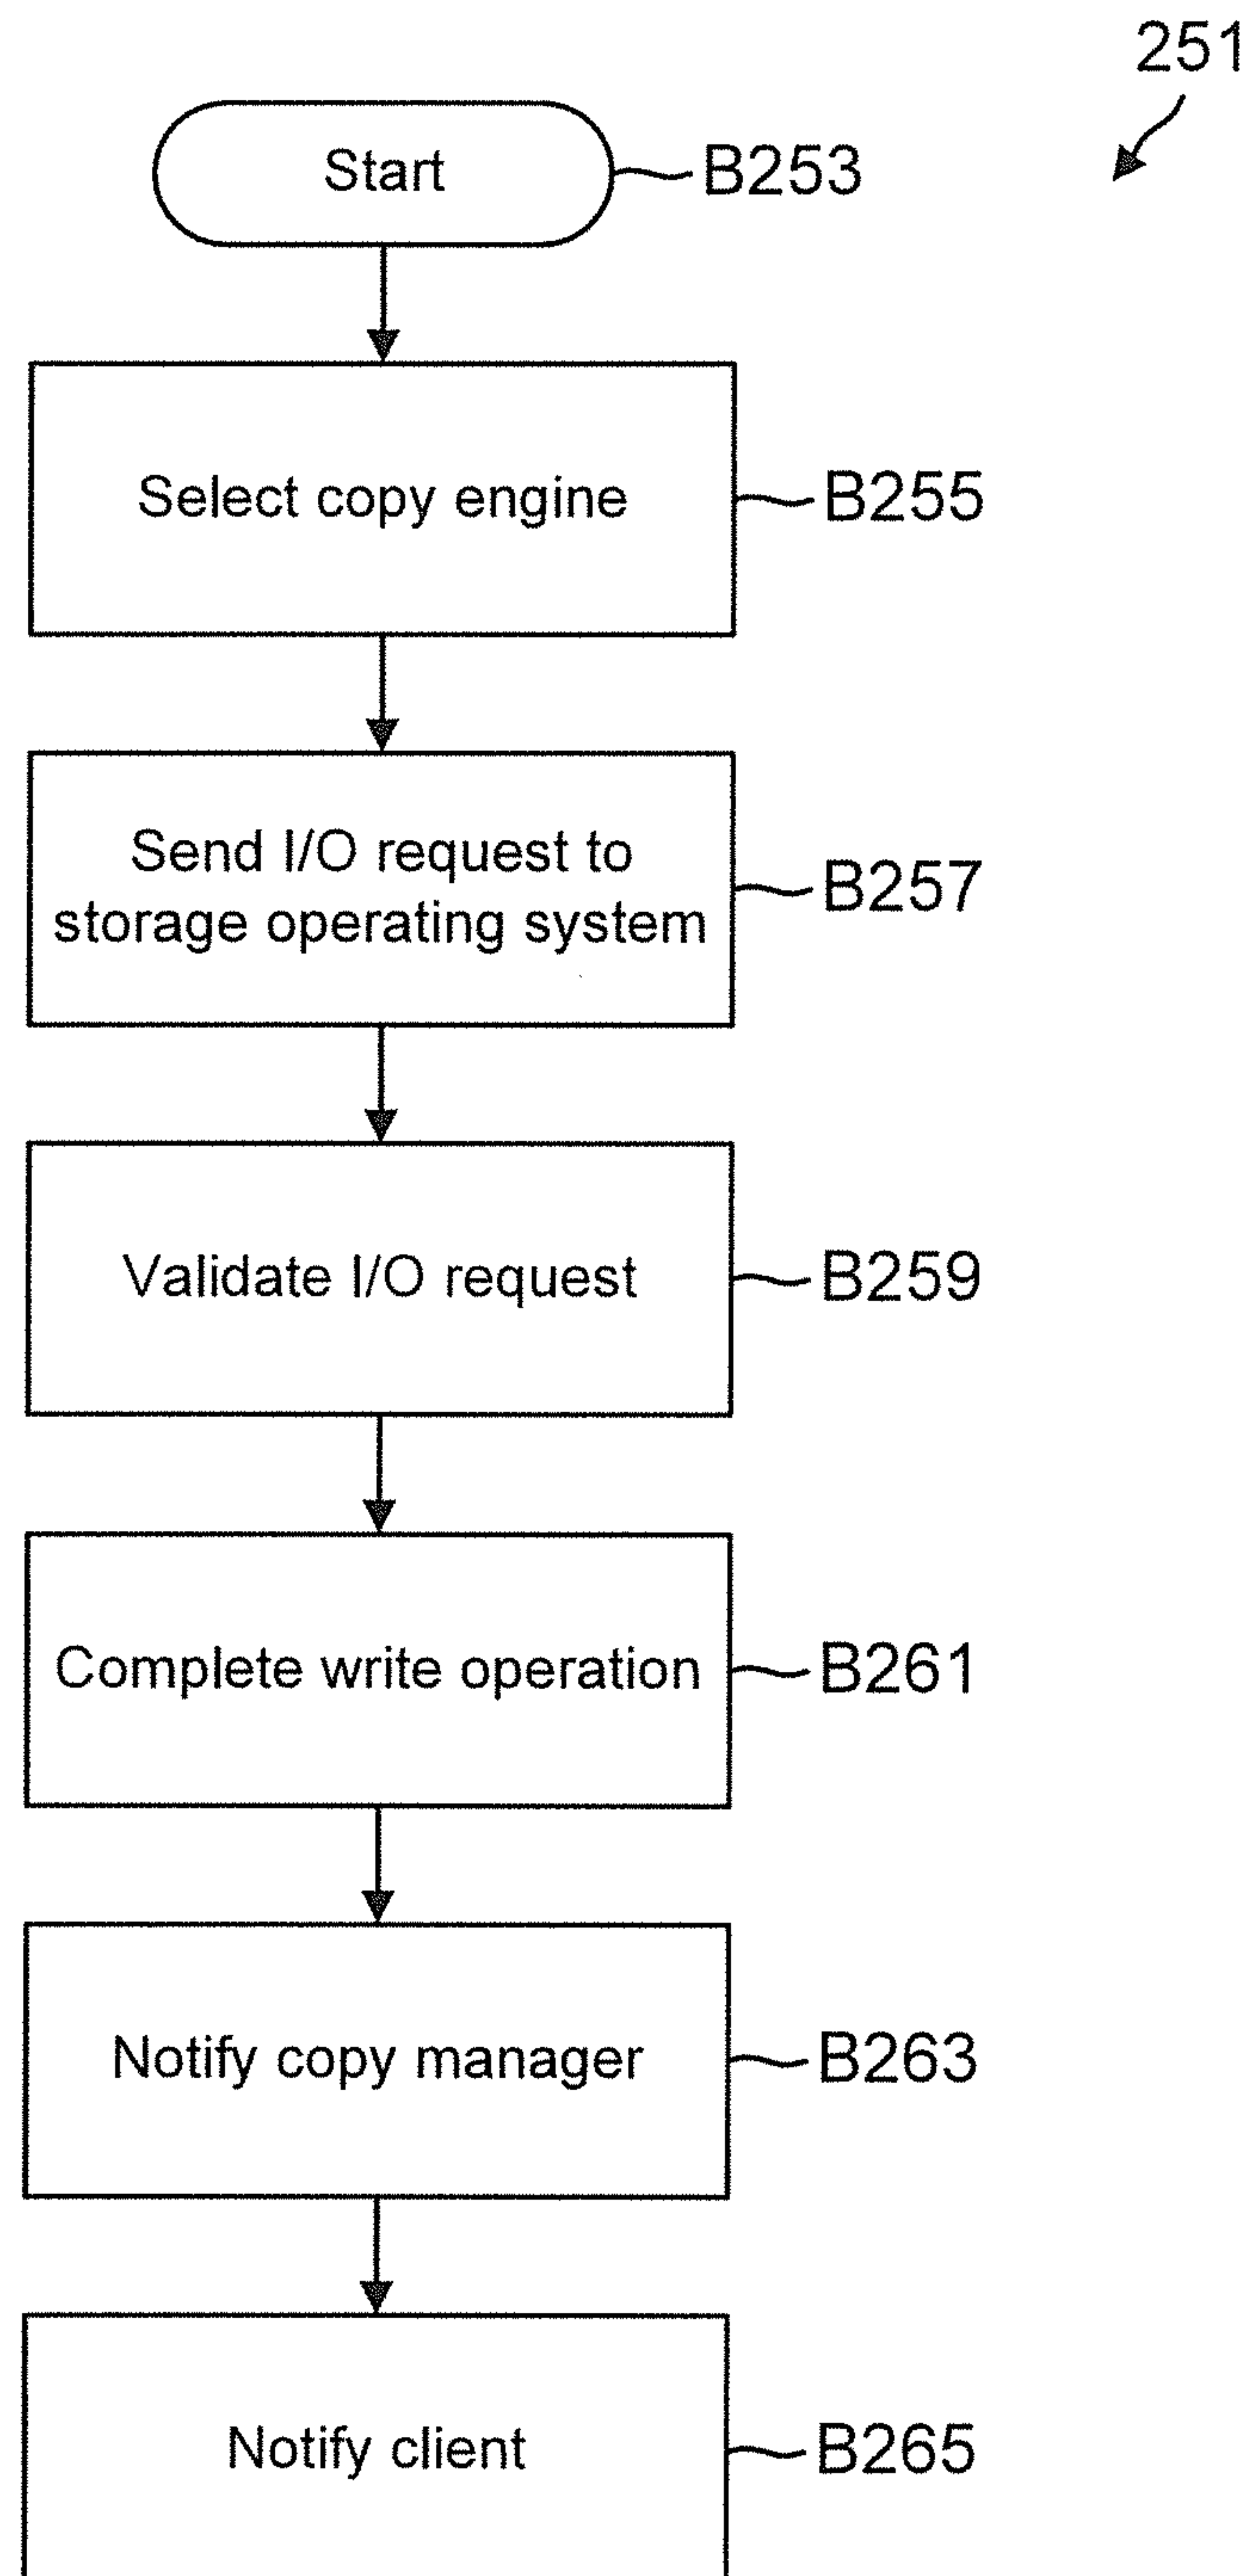 251
Start
B253
Select copy engine
B255
Send I/O request to
storage operating system
B257
Validate I/O request
B259
Complete write operation
B261
Notify copy manager
B263
Notify client
B265